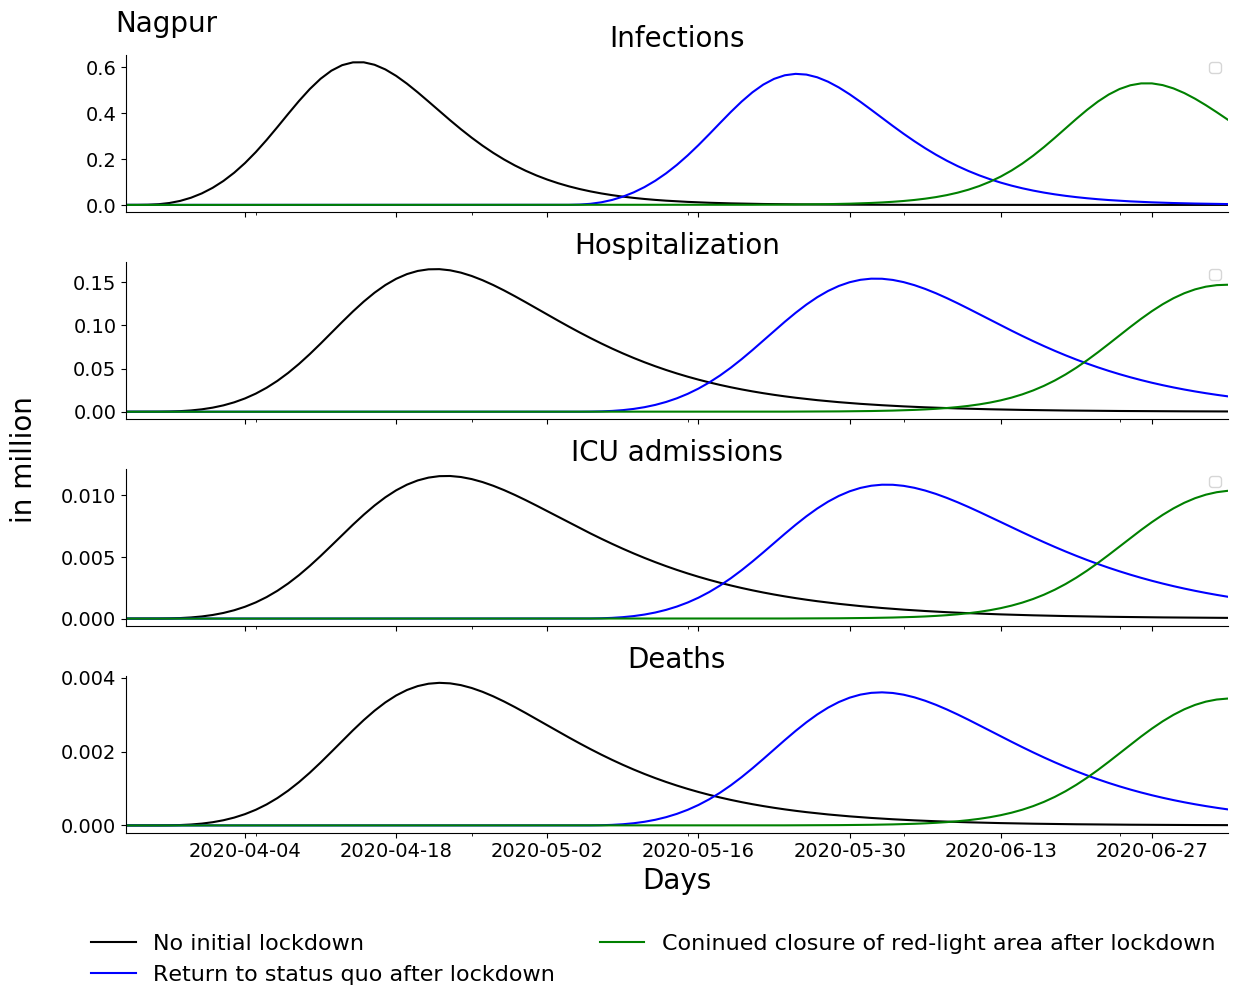 Nagpur
Infections
0.6
0.4
0.2
0.0
Hospitalization
0.15
0.10
0.05
0.00
ICU admissions
0.010
0.005
0.000
Deaths
0.004
0.002
0.000
in million
2020-04-04 2020-04-18 2020-05-02 2020-05-16 2020-05-30 2020-06-13 2020-06-27
Days
No initial lockdown
Return to status quo after lockdown
Coninued closure of red-light area after lockdown